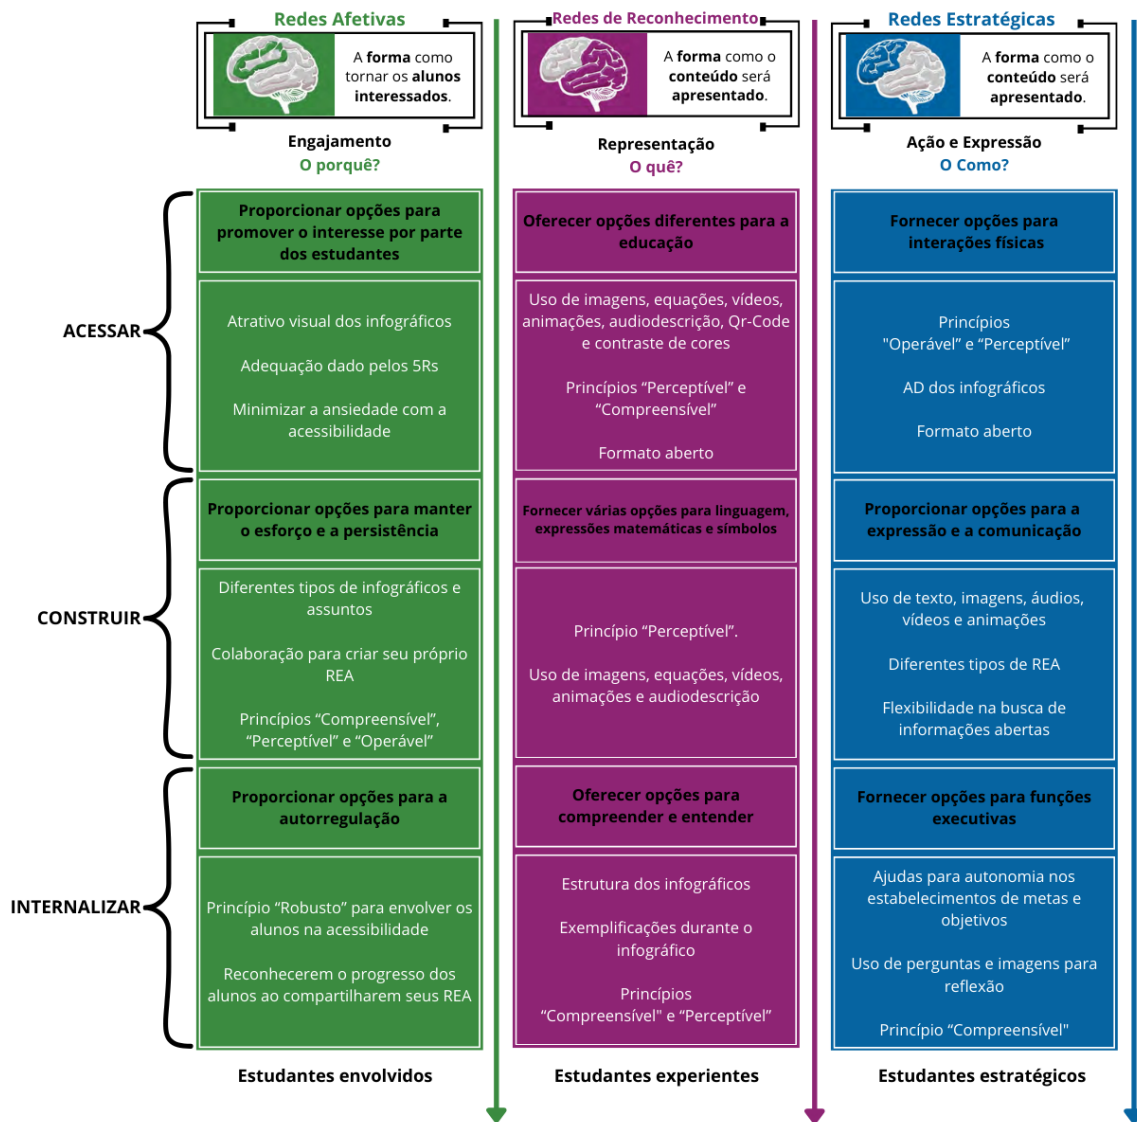 Redes Afetivas
A forma como
tornar os alunos
interessados.
Engajamento
O porquê?
Redes de Reconhecimento
A forma como o
conteúdo será
apresentado.
Representação
O quê?
Redes Estratégicas
A forma como o
conteúdo será
apresentado.
Ação e Expressão
O Como?
ACESSAR
Proporcionar opções para
promover o interesse por parte
dos estudantes
Atrativo visual dos infográficos
Adequação dado pelos 5Rs
Minimizar a ansiedade com a
acessibilidade
Oferecer opções diferentes para a
educação
Uso de imagens, equações, vídeos,
animações, audiodescrição, Qr-Code
e contraste de cores
Princípios “Perceptível” e
“Compreensível”
Formato aberto
Fornecer opções para
interações físicas
Princípios
"Operável” e “Perceptível”
AD dos infográficos
Formato aberto
CONSTRUIR
Proporcionar opções para manter
o esforço e a persistência
Diferentes tipos de infográficos e
assuntos
Colaboração para criar seu próprio
REA
Princípios “Compreensível”,
“Perceptível” e “Operável”
Fornecer várias opções para linguagem,
expressões matemáticas e símbolos
Princípio “Perceptível”.
Uso de imagens, equações, vídeos,
animações e audiodescrição
Proporcionar opções para a
expressão e a comunicação
Uso de texto, imagens, áudios,
vídeos e animações
Diferentes tipos de REA
Flexibilidade na busca de
informações abertas
INTERNALIZAR
Proporcionar opções para a
autorregulação
Princípio “Robusto” para envolver os
alunos na acessibilidade
Reconhecerem o progresso dos
alunos ao compartilharem seus REA
Oferecer opções para
compreender e entender
Estrutura dos infográficos
Exemplificações durante o
infográfico
Princípios
“Compreensível" e “Perceptível”
Fornecer opções para funções
executivas
Ajudas para autonomia nos
estabelecimentos de metas e
objetivos
Uso de perguntas e imagens para
reflexão
Princípio “Compreensível"
Estudantes envolvidos
Estudantes experientes
Estudantes estratégicos